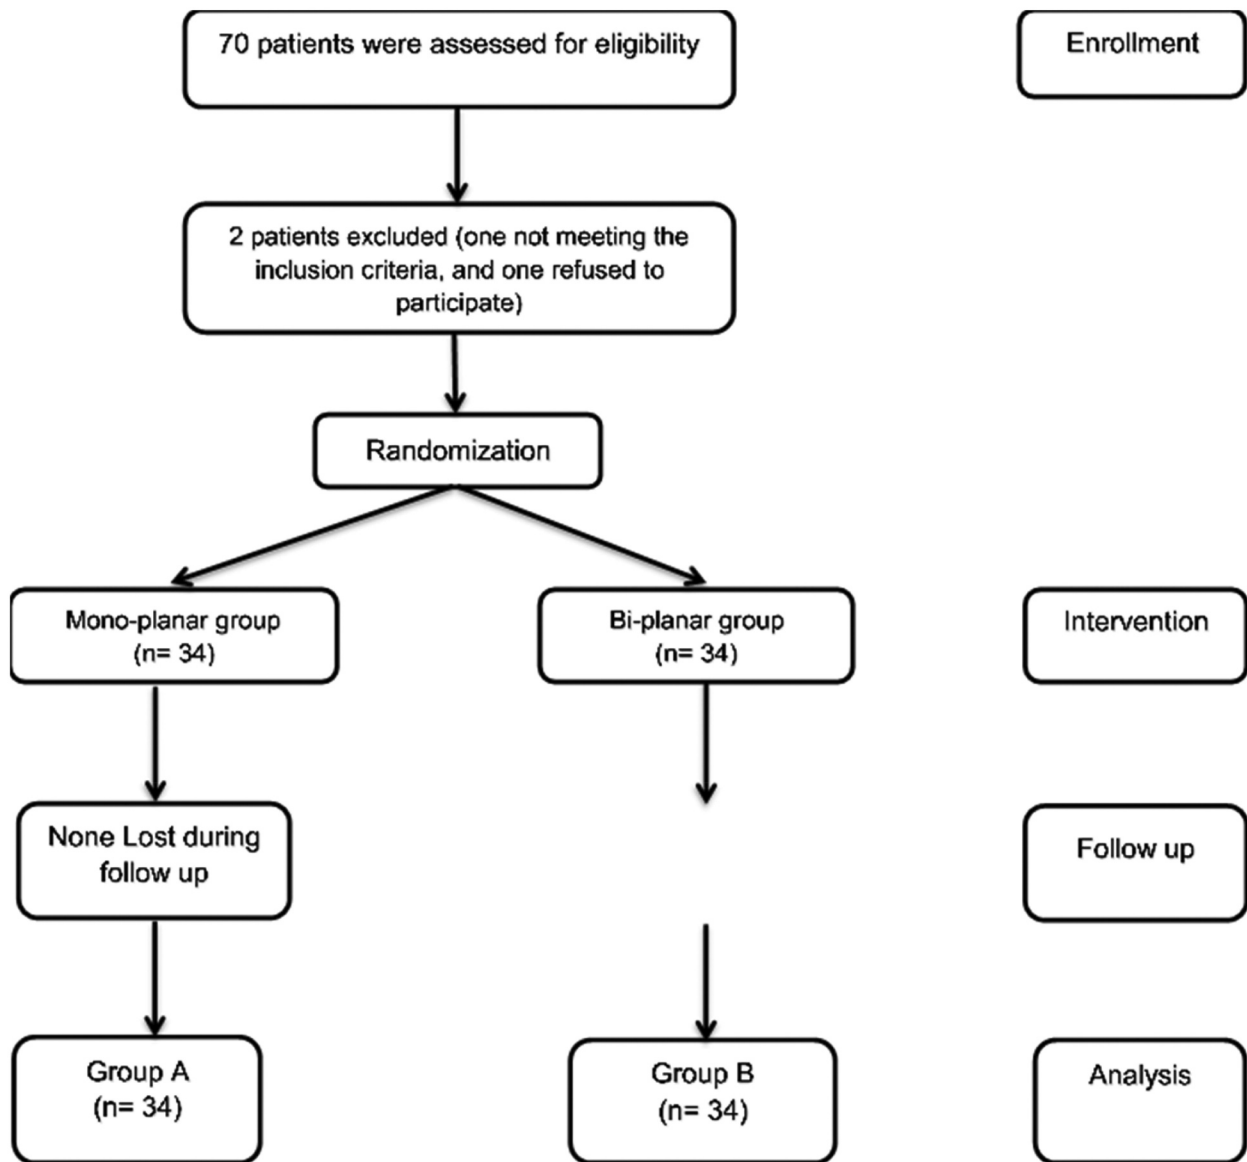 70 patients were assessed for eligibility
Enrollment
2 patients excluded (one not meeting the
inclusion criteria, and one refused to
participate)
Randomization
Mono-planar group
(n= 34)
Bi-planar group
(n= 34)
Intervention
None Lost during
follow up
Follow up
Group A
(n= 34)
Group B
(n= 34)
Analysis